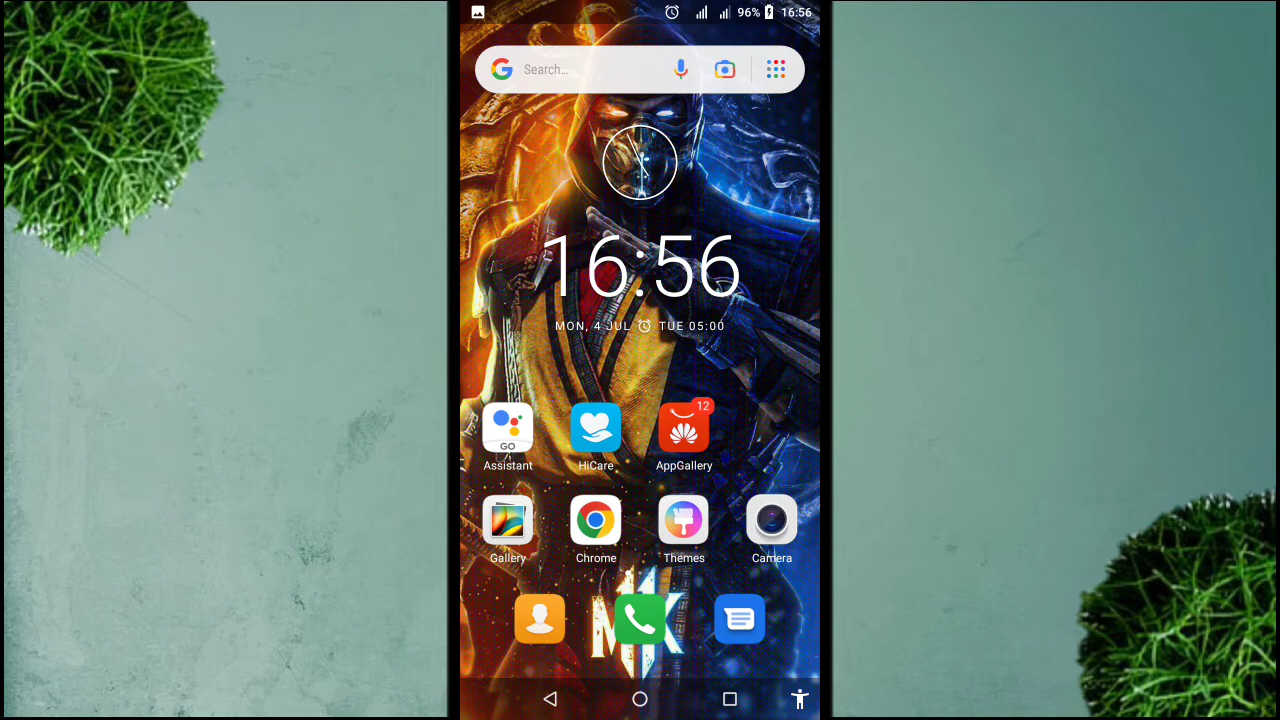 96% 16:56
Search...
16:56
MON, 4 JUL TUE 05:00
12
GO
Assistant HiCare AppGallery
Gallery Chrome Themes Camera
MK